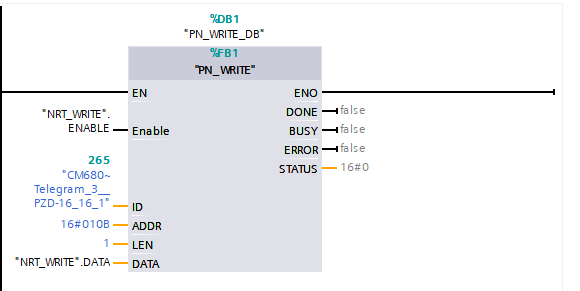 %DB1
"PN_WRITE_DB"
%FB1
"PN_WRITE"
EN
ENO
DONE
false
"NRT_WRITE".
ENABLE
Enable
BUSY
false
ERROR
false
265
"CM680~
Telegram_3__
PZD-16_16_1"
STATUS
16#0
ID
16#010B
ADDR
1
LEN
"NRT_WRITE".DATA
DATA